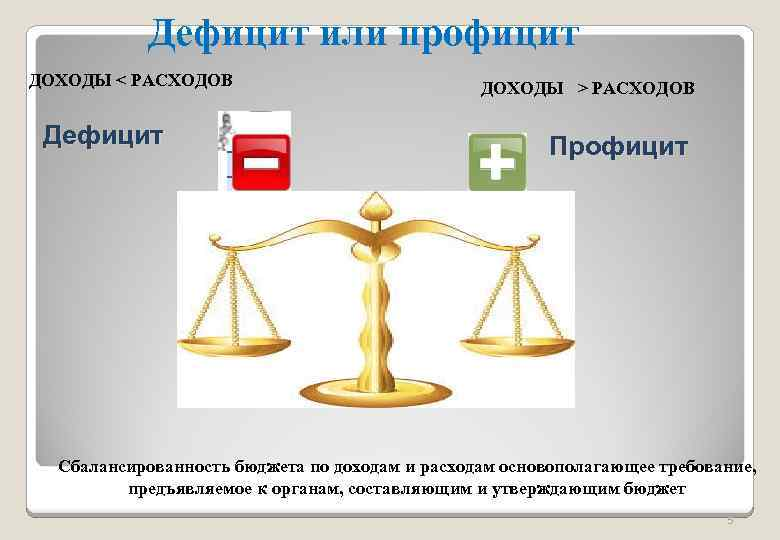 Дефицит или профицит
ДОХОДЫ < РАСХОДОВ
ДОХОДЫ > РАСХОДОВ
Дефицит
Профицит
Сбалансированность бюджета по доходам и расходам основополагающее требование,
предъявляемое к органам, составляющим и утверждающим бюджет
5